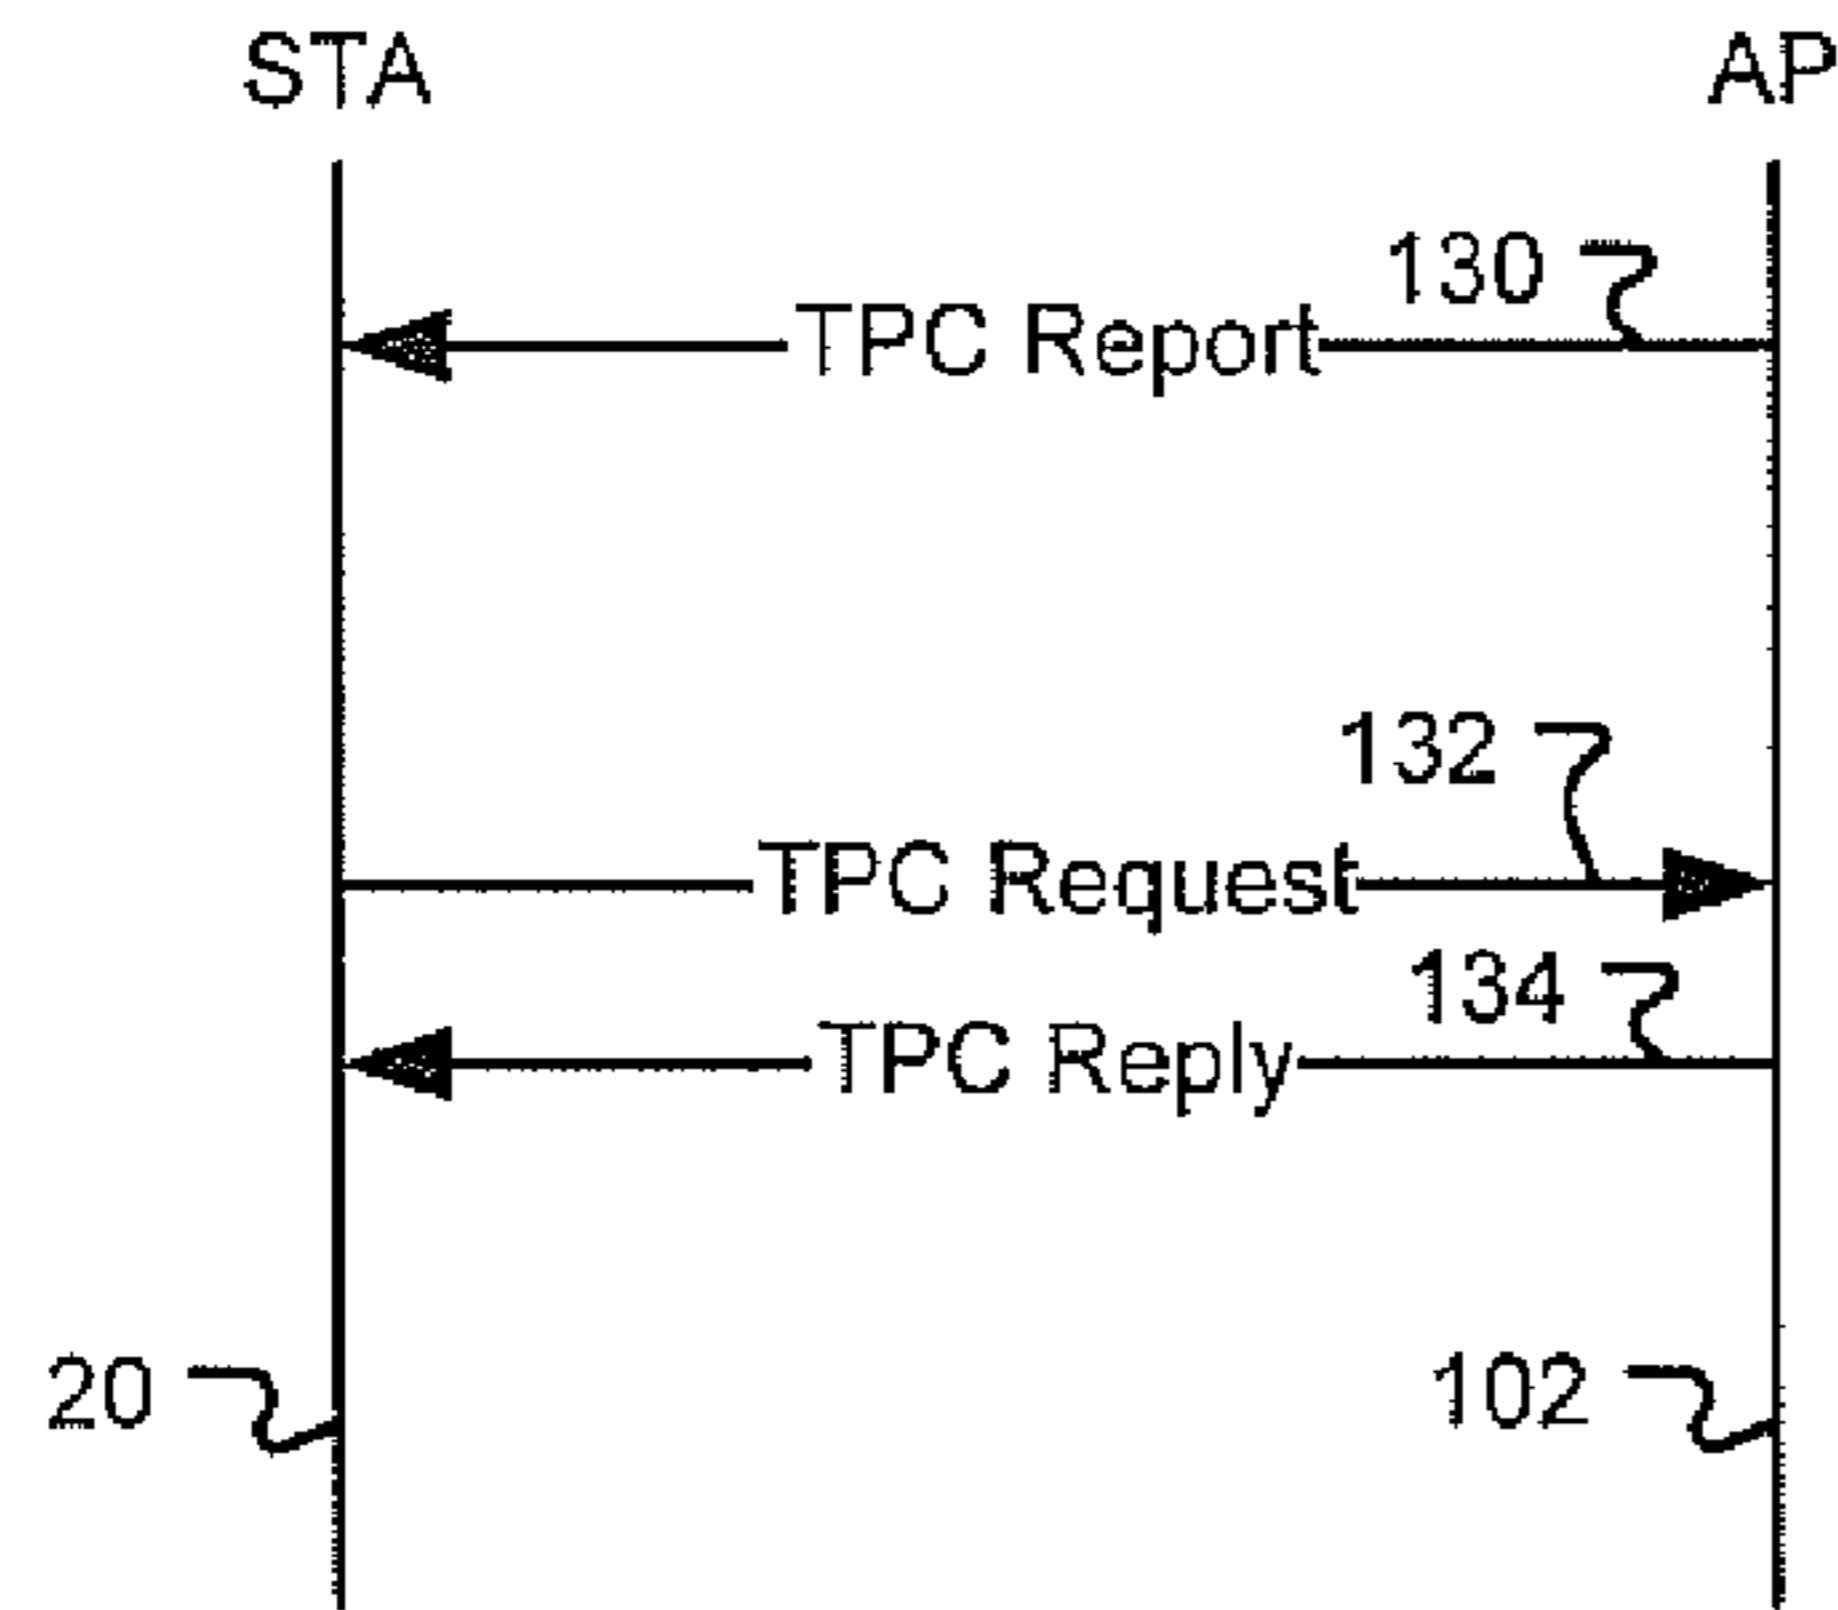 STA
AP
130
TPC Report
132
TPC Request
134
TPC Reply
20
102